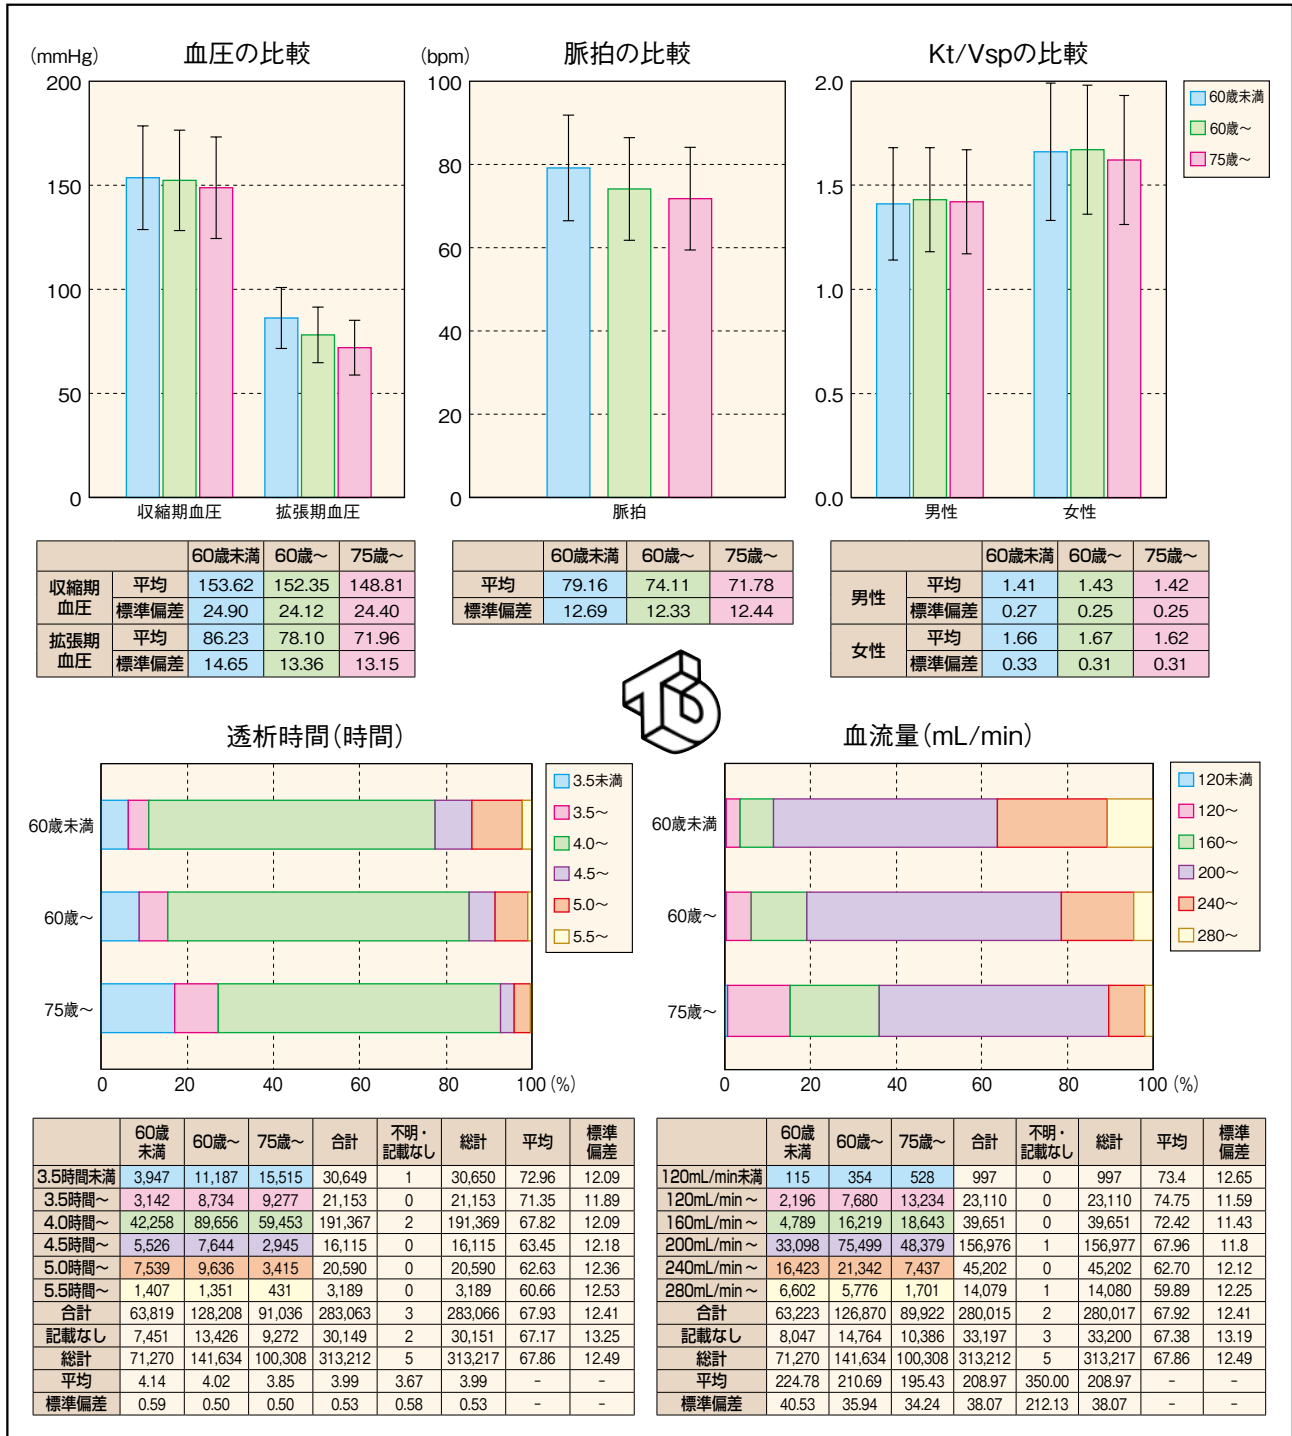 血圧の比較
(mmHg)
200
150
100
50
0
収縮期血圧 拡張期血圧
脈拍の比較
(bpm)
100
80
60
40
20
0
脈拍
Kt/Vspの比較
2.0
1.5
1.0
0.5
0.0
男性 女性
60歳未満
60歳～
75歳～
60歳未満 60歳～ 75歳～
収縮期血圧 平均 153.62 152.35 148.81
標準偏差 24.90 24.12 24.40
拡張期血圧 平均 86.23 78.10 71.96
標準偏差 14.65 13.36 13.15
60歳未満 60歳～ 75歳～
平均 79.16 74.11 71.78
標準偏差 12.69 12.33 12.44
60歳未満 60歳～ 75歳～
男性 平均 1.41 1.43 1.42
標準偏差 0.27 0.25 0.25
女性 平均 1.66 1.67 1.62
標準偏差 0.33 0.31 0.31
透析時間(時間)
60歳未満
60歳～
75歳～
0 20 40 60 80 100 (%)
3.5未満
3.5～
4.0～
4.5～
5.0～
5.5～
血流量(mL/min)
60歳未満
60歳～
75歳～
0 20 40 60 80 100 (%)
120未満
120～
160～
200～
240～
280～
60歳未満 60歳～ 75歳～ 合計 不明・記載なし 総計 平均 標準偏差
3.5時間未満 3,947 11,187 15,515 30,649 1 30,650 72.96 12.09
3.5時間～ 3,142 8,734 9,277 21,153 0 21,153 71.35 11.89
4.0時間～ 42,258 89,656 59,453 191,367 2 191,369 67.82 12.09
4.5時間～ 5,526 7,644 2,945 16,115 0 16,115 63.45 12.18
5.0時間～ 7,539 9,636 3,415 20,590 0 20,590 62.63 12.36
5.5時間～ 1,407 1,351 431 3,189 0 3,189 60.66 12.53
合計 63,819 128,208 91,036 283,063 3 283,066 67.93 12.41
記載なし 7,451 13,426 9,272 30,149 2 30,151 67.17 13.25
総計 71,270 141,634 100,308 313,212 5 313,217 67.86 12.49
平均 4.14 4.02 3.85 3.99 3.67 3.99 － －
標準偏差 0.59 0.50 0.50 0.53 0.58 0.53 － －
60歳未満 60歳～ 75歳～ 合計 不明・記載なし 総計 平均 標準偏差
120mL/min未満 115 354 528 997 0 997 73.4 12.65
120mL/min～ 2,196 7,680 13,234 23,110 0 23,110 74.75 11.59
160mL/min～ 4,789 16,219 18,643 39,651 0 39,651 72.42 11.43
200mL/min～ 33,098 75,499 48,379 156,976 1 156,977 67.96 11.8
240mL/min～ 16,423 21,342 7,437 45,202 0 45,202 62.70 12.12
280mL/min～ 6,602 5,776 1,701 14,079 1 14,080 59.89 12.25
合計 63,223 126,870 89,922 280,015 2 280,017 67.92 12.41
記載なし 8,047 14,764 10,386 33,197 3 33,200 67.38 13.19
総計 71,270 141,634 100,308 313,212 5 313,217 67.86 12.49
平均 224.78 210.69 195.43 208.97 350.00 208.97 － －
標準偏差 40.53 35.94 34.24 38.07 212.13 38.07 － －